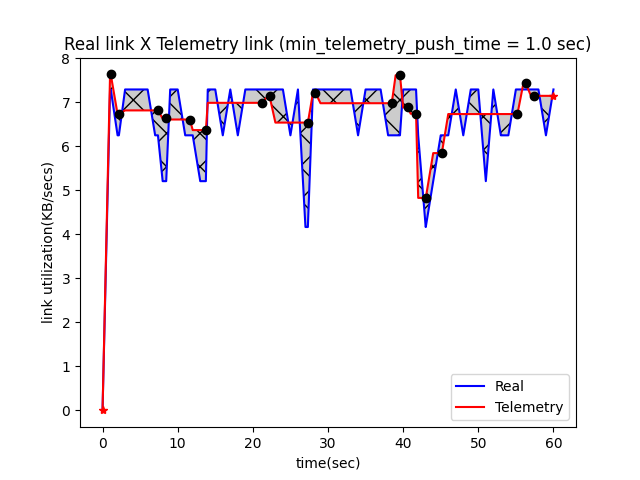 Real link X Telemetry link (min_telemetry_push_time = 1.0 sec)
link utilization(KB/secs)
8
7
6
5
4
3
2
1
0
0 10 20 30 40 50 60
time(sec)
Real
Telemetry